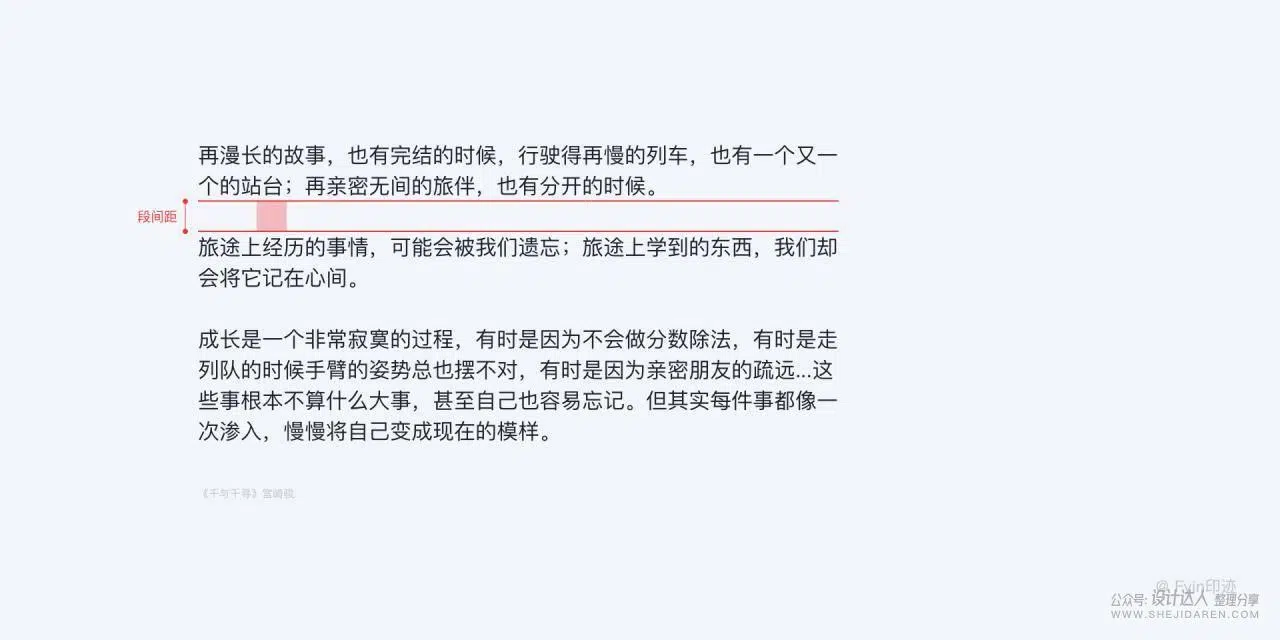 再漫长的故事，也有完结的时候，行驶得再慢的列车，也有一个又一
个的站台；再亲密无间的旅伴，也有分开的时候。
段间距
旅途上经历的事情，可能会被我们遗忘；旅途上学到的东西，我们却
会将它记在心间。
成长是一个非常寂寞的过程，有时是因为不会做分数除法，有时是走
列队的时候手臂的姿势总也摆不对，有时是因为亲密朋友的疏远...这
些事根本不算什么大事，甚至自己也容易忘记。但其实每件事都像一
次渗入，慢慢将自己变成现在的模样。
《千与千寻》宫崎骏
@ Evin印迹
公众号: 设计达人 整理分享
WWW.SHEJIDAREN.COM